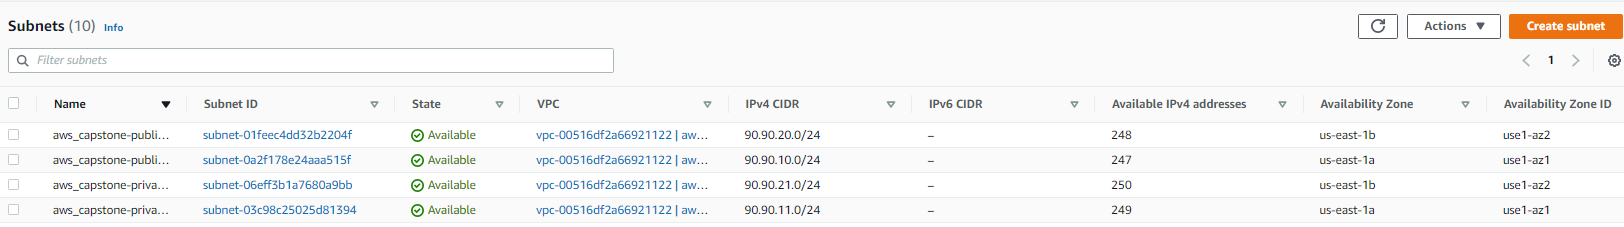 Subnets (10) Info
Actions Create subnet
Filter subnets
1
Name Subnet ID State VPC IPv4 CIDR IPv6 CIDR Available IPv4 addresses Availability Zone Availability Zone ID
aws_capstone-publi... subnet-01feec4dd32b2204f Available vpc-00516df2a66921122 | aw... 90.90.20.0/24 – 248 us-east-1b use1-az2
aws_capstone-publi... subnet-0a2f178e24aaa515f Available vpc-00516df2a66921122 | aw... 90.90.10.0/24 – 247 us-east-1a use1-az1
aws_capstone-priva... subnet-06eff3b1a7680a9bb Available vpc-00516df2a66921122 | aw... 90.90.21.0/24 – 250 us-east-1b use1-az2
aws_capstone-priva... subnet-03c98c25025d81394 Available vpc-00516df2a66921122 | aw... 90.90.11.0/24 – 249 us-east-1a use1-az1